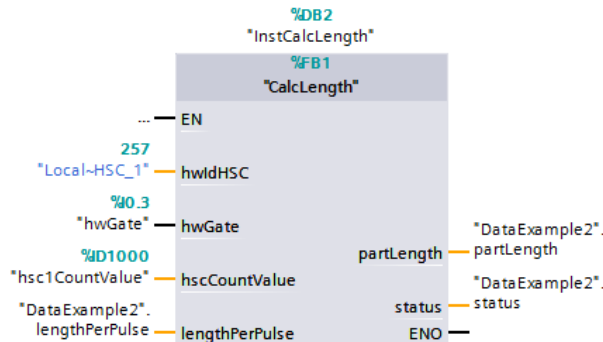 %DB2
"InstCalcLength"
%FB1
"CalcLength"
... EN
257
"Local~HSC_1" hwIdHSC
%I0.3
"hwGate" hwGate
"DataExample2".
partLength partLength
%ID1000
"hsc1CountValue" hscCountValue
"DataExample2".
status status
"DataExample2".
lengthPerPulse lengthPerPulse
ENO